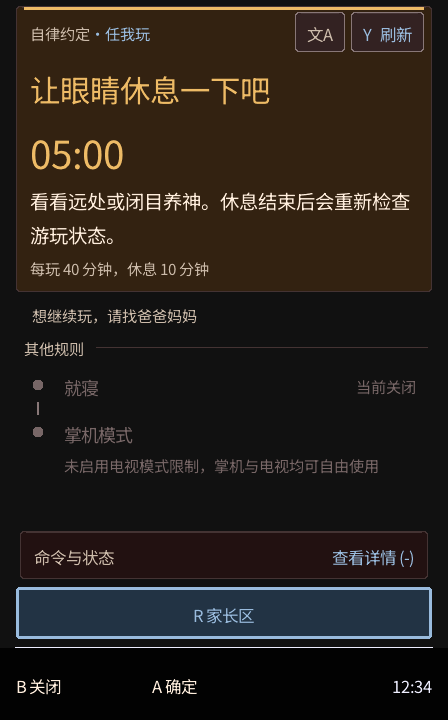 自律约定·任我玩
文A
Y 刷新
让眼睛休息一下吧
05:00
看看远处或闭目养神。休息结束后会重新检查
游玩状态。
每玩 40 分钟，休息 10 分钟
想继续玩，请找爸爸妈妈
其他规则
就寝 当前关闭
掌机模式
未启用电视模式限制，掌机与电视均可自由使用
命令与状态 查看详情 (-)
R 家长区
B 关闭 A 确定 12:34